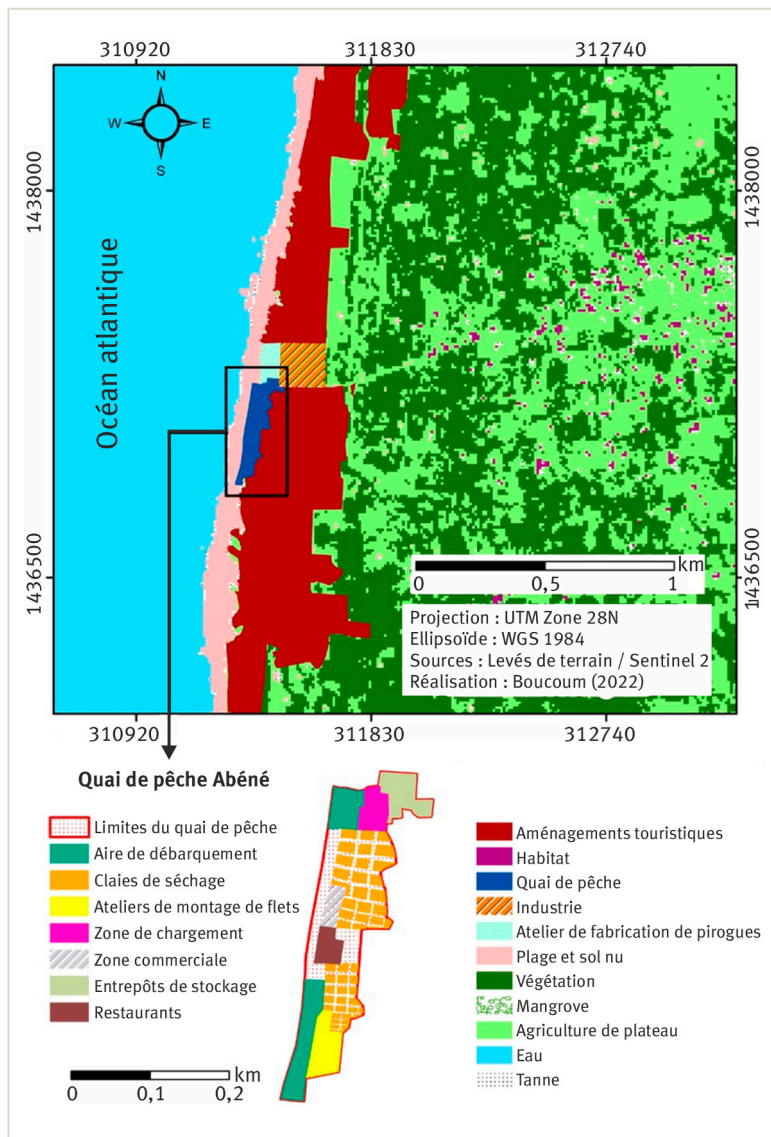 310920 311830 312740
N
W E
S
1438000 1438000
Océan atlantique
1436500 1436500
km
0 0,5 1
Projection : UTM Zone 28N
Ellipsoïde : WGS 1984
Sources : Levés de terrain / Sentinel 2
Réalisation : Boucoum (2022)
310920 311830 312740
Quai de pêche Abéné
Limites du quai de pêche
Aire de débarquement
Claies de séchage
Ateliers de montage de flets
Zone de chargement
Zone commerciale
Entrepôts de stockage
Restaurants
km
0 0,1 0,2
Aménagements touristiques
Habitat
Quai de pêche
Industrie
Atelier de fabrication de pirogues
Plage et sol nu
Végétation
Mangrove
Agriculture de plateau
Eau
Tanne